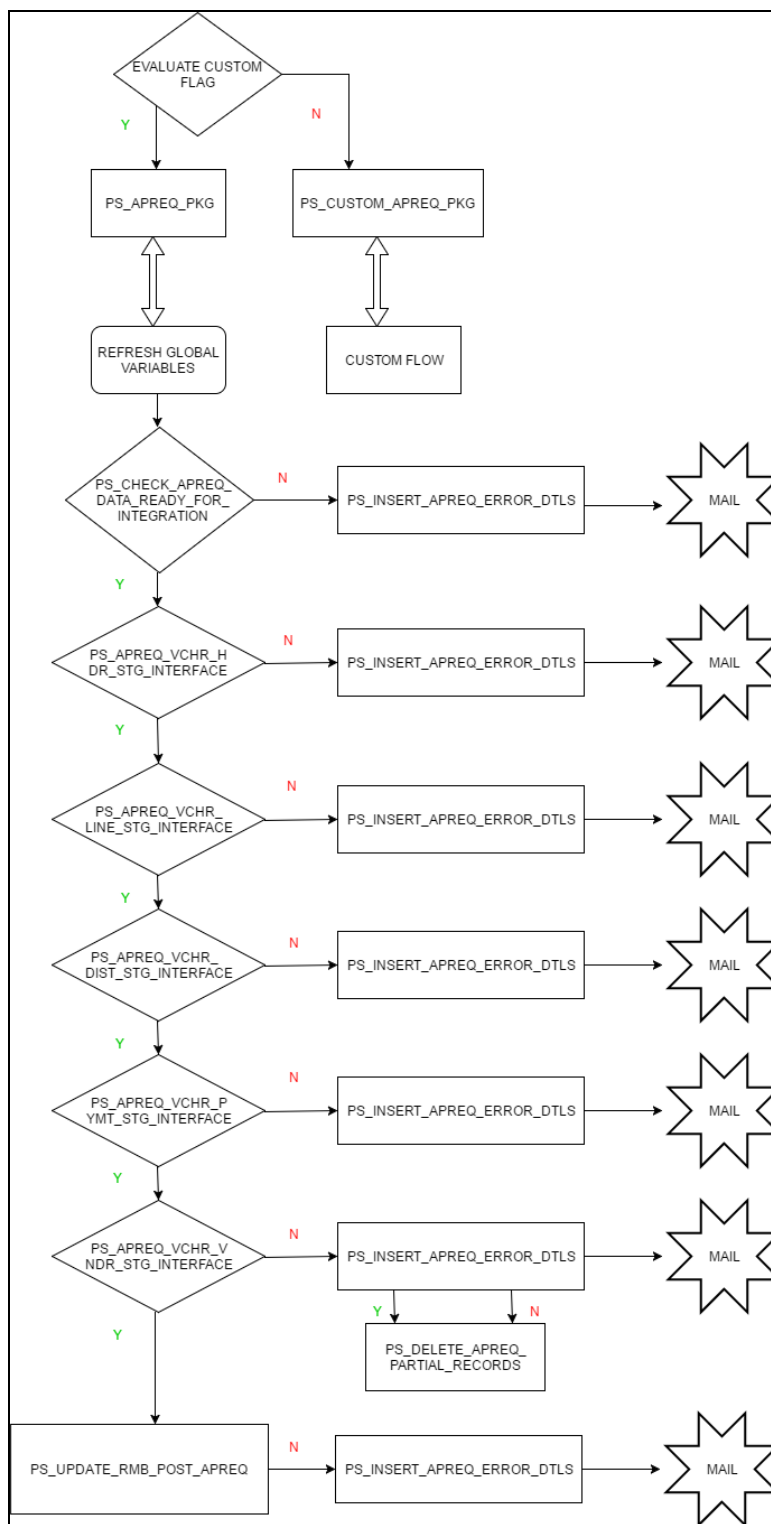 EVALUATE CUSTOM
FLAG
Y
N
PS_APREQ_PKG
PS_CUSTOM_APREQ_PKG
REFRESH GLOBAL
VARIABLES
CUSTOM FLOW
PS_CHECK_APREQ_
DATA_READY_FOR_
INTEGRATION
N
PS_INSERT_APREQ_ERROR_DTLS
MAIL
Y
PS_APREQ_VCHR_H
DR_STG_INTERFACE
N
PS_INSERT_APREQ_ERROR_DTLS
MAIL
Y
PS_APREQ_VCHR_
LINE_STG_INTERFACE
N
PS_INSERT_APREQ_ERROR_DTLS
MAIL
Y
PS_APREQ_VCHR_
DIST_STG_INTERFACE
N
PS_INSERT_APREQ_ERROR_DTLS
MAIL
Y
PS_APREQ_VCHR_P
YMT_STG_INTERFACE
N
PS_INSERT_APREQ_ERROR_DTLS
MAIL
Y
PS_APREQ_VCHR_V
NDR_STG_INTERFACE
N
PS_INSERT_APREQ_ERROR_DTLS
MAIL
Y
Y
N
PS_DELETE_APREQ_
PARTIAL_RECORDS
PS_UPDATE_RMB_POST_APREQ
N
PS_INSERT_APREQ_ERROR_DTLS
MAIL